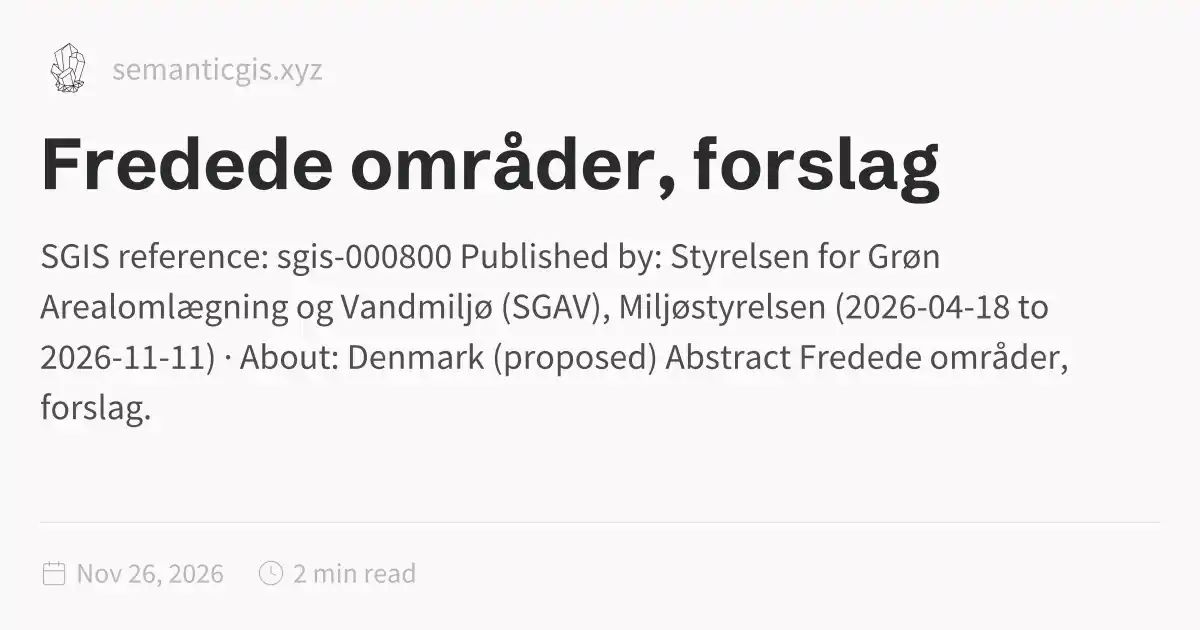 semanticgis.xyz
Fredede områder, forslag
SGIS reference: sgis-000800 Published by: Styrelsen for Grøn
Arealomlægning og Vandmiljø (SGAV), Miljøstyrelsen (2026-04-18 to
2026-11-11) · About: Denmark (proposed) Abstract Fredede områder,
forslag.
Nov 26, 2026 2 min read